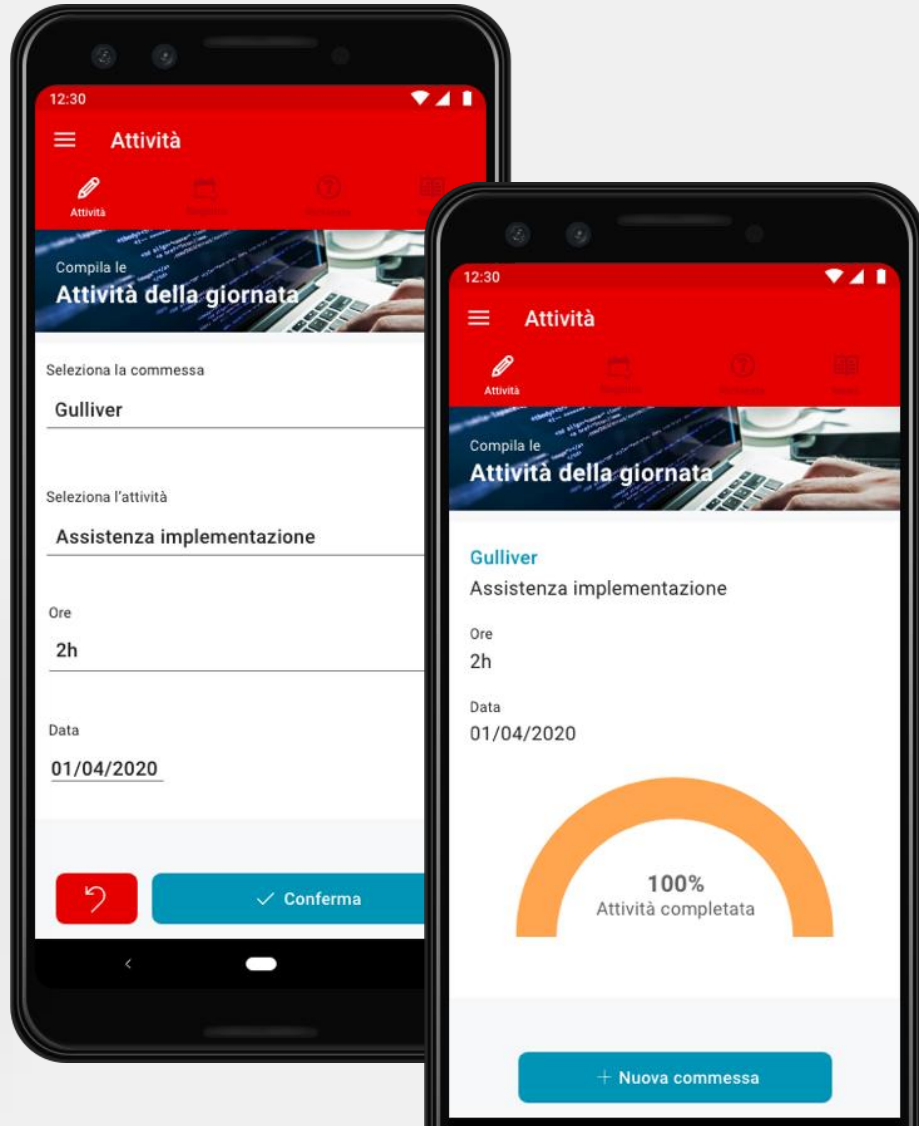 12:30
Attività
Attività
Compila le
Attività della giornata
Seleziona la commessa
Gulliver
Seleziona l'attività
Assistenza implementazione
Ore
2h
Data
01/04/2020
Conferma
12:30
Attività
Attività
Compila le
Attività della giornata
Gulliver
Assistenza implementazione
Ore
2h
Data
01/04/2020
100%
Attività completata
+ Nuova commessa